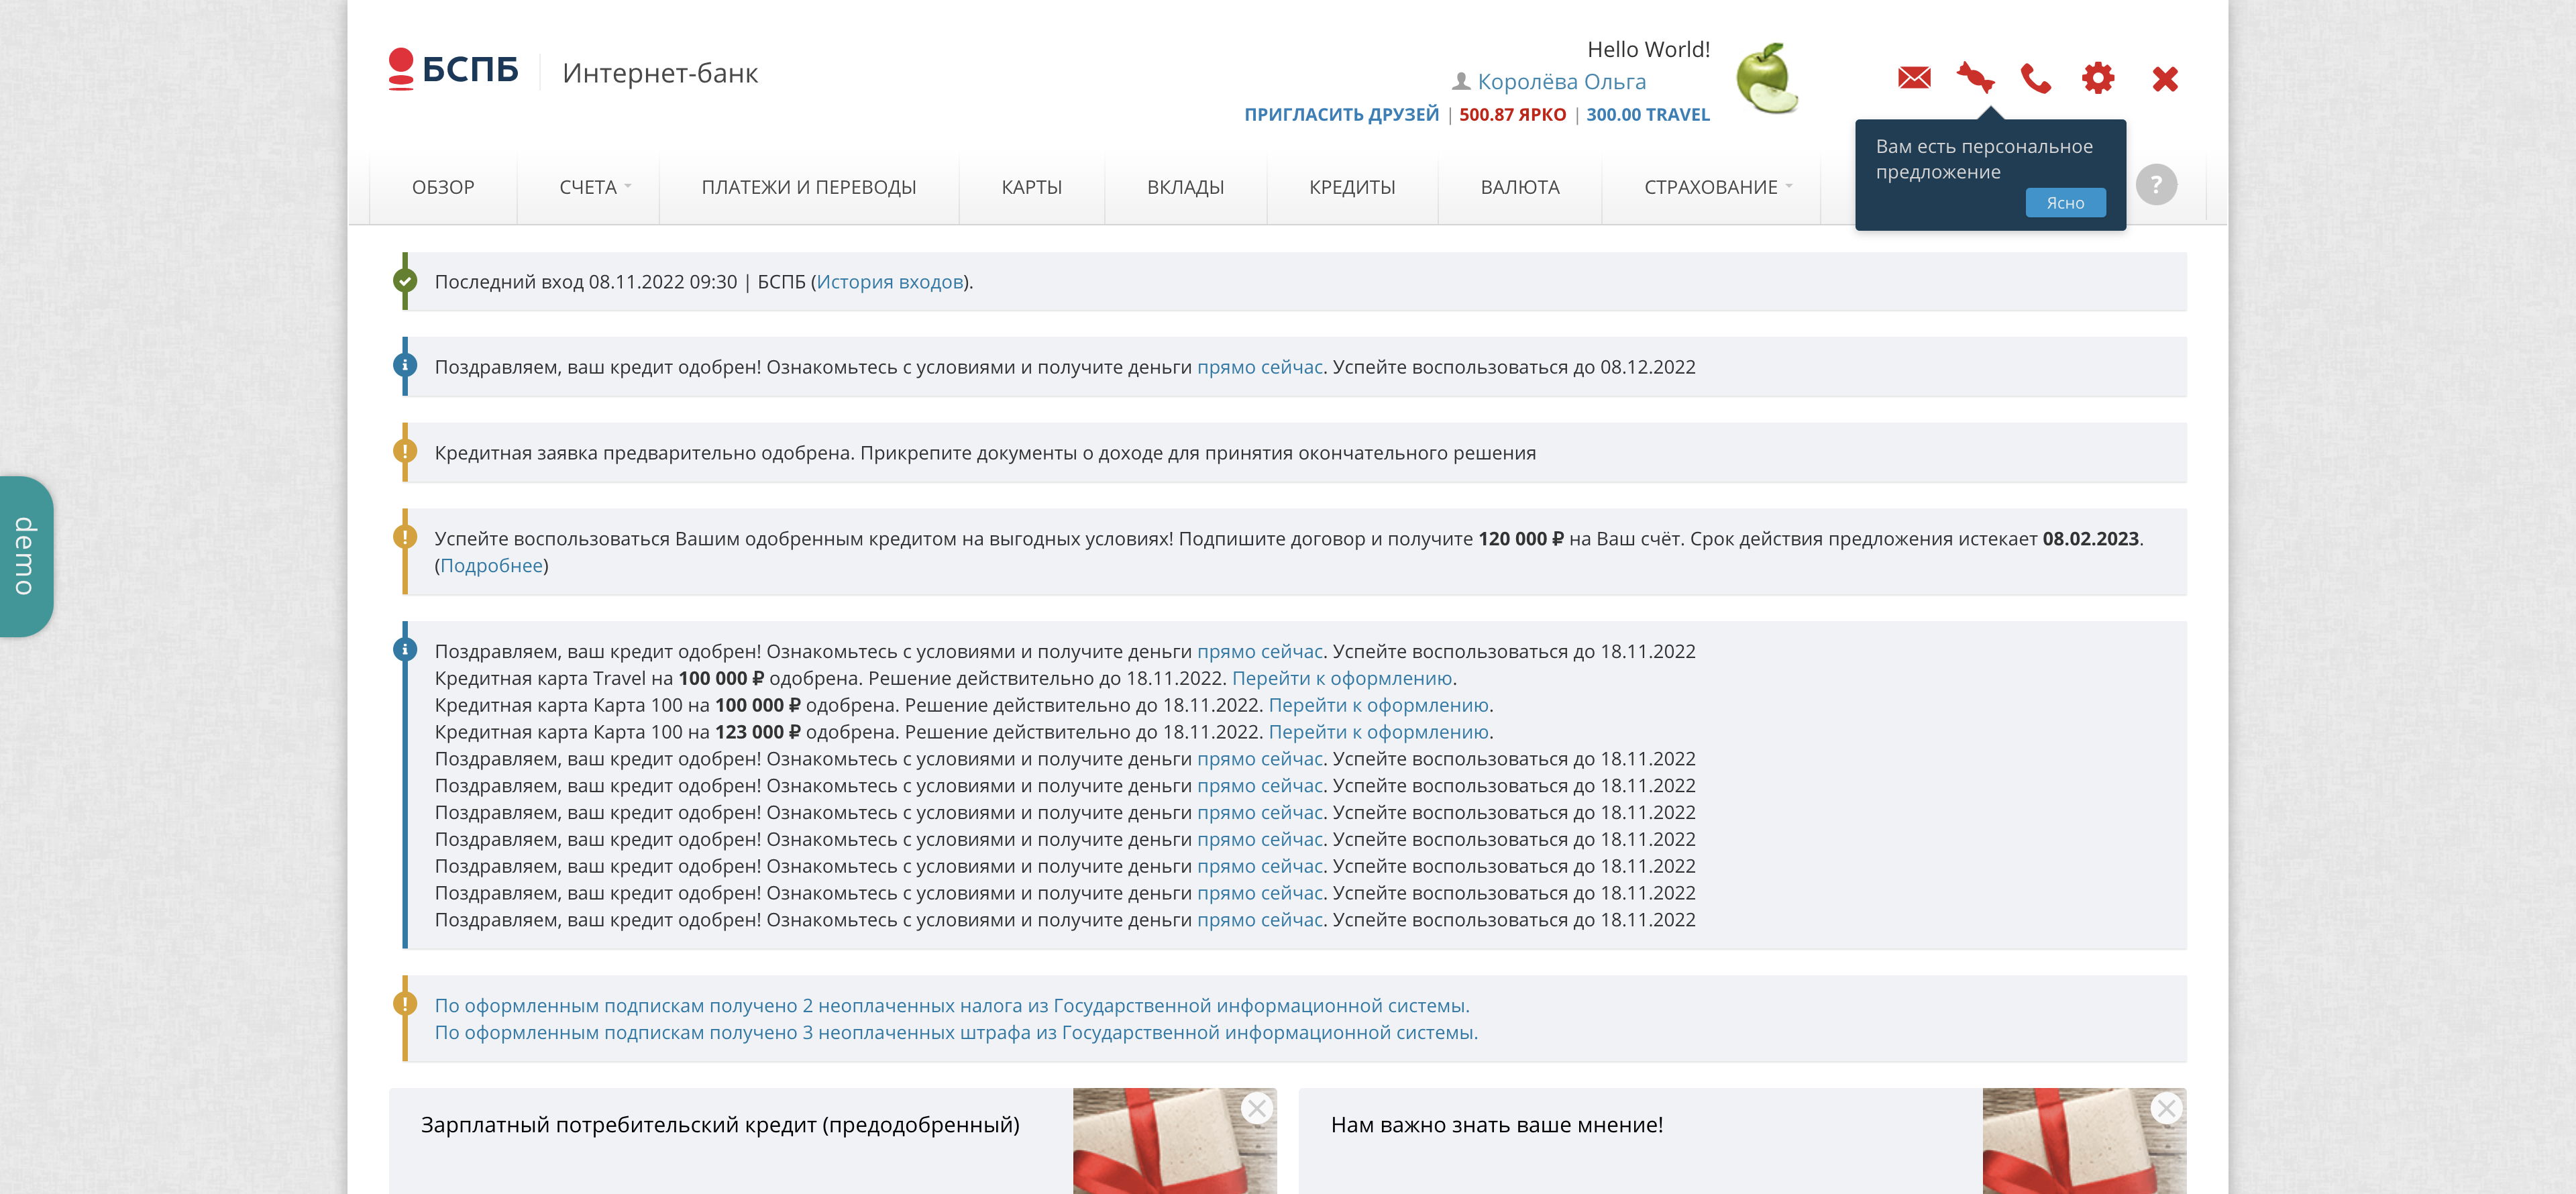 БСПБ
Интернет-банк
Hello World!
Королёва Ольга
ПРИГЛАСИТЬ ДРУЗЕЙ | 500.87 ЯРКО | 300.00 TRAVEL
Вам есть персональное
предложение
Ясно
ОБЗОР
СЧЕТА
ПЛАТЕЖИ И ПЕРЕВОДЫ
КАРТЫ
ВКЛАДЫ
КРЕДИТЫ
ВАЛЮТА
СТРАХОВАНИЕ
?
Последний вход 08.11.2022 09:30 | БСПБ (История входов).
Поздравляем, ваш кредит одобрен! Ознакомьтесь с условиями и получите деньги прямо сейчас. Успейте воспользоваться до 08.12.2022
Кредитная заявка предварительно одобрена. Прикрепите документы о доходе для принятия окончательного решения
demo
Успейте воспользоваться Вашим одобренным кредитом на выгодных условиях! Подпишите договор и получите 120 000 ₽ на Ваш счёт. Срок действия предложения истекает 08.02.2023.
(Подробнее)
Поздравляем, ваш кредит одобрен! Ознакомьтесь с условиями и получите деньги прямо сейчас. Успейте воспользоваться до 18.11.2022
Кредитная карта Travel на 100 000 ₽ одобрена. Решение действительно до 18.11.2022. Перейти к оформлению.
Кредитная карта Карта 100 на 100 000 ₽ одобрена. Решение действительно до 18.11.2022. Перейти к оформлению.
Кредитная карта Карта 100 на 123 000 ₽ одобрена. Решение действительно до 18.11.2022. Перейти к оформлению.
Поздравляем, ваш кредит одобрен! Ознакомьтесь с условиями и получите деньги прямо сейчас. Успейте воспользоваться до 18.11.2022
Поздравляем, ваш кредит одобрен! Ознакомьтесь с условиями и получите деньги прямо сейчас. Успейте воспользоваться до 18.11.2022
Поздравляем, ваш кредит одобрен! Ознакомьтесь с условиями и получите деньги прямо сейчас. Успейте воспользоваться до 18.11.2022
Поздравляем, ваш кредит одобрен! Ознакомьтесь с условиями и получите деньги прямо сейчас. Успейте воспользоваться до 18.11.2022
Поздравляем, ваш кредит одобрен! Ознакомьтесь с условиями и получите деньги прямо сейчас. Успейте воспользоваться до 18.11.2022
Поздравляем, ваш кредит одобрен! Ознакомьтесь с условиями и получите деньги прямо сейчас. Успейте воспользоваться до 18.11.2022
Поздравляем, ваш кредит одобрен! Ознакомьтесь с условиями и получите деньги прямо сейчас. Успейте воспользоваться до 18.11.2022
По оформленным подпискам получено 2 неоплаченных налога из Государственной информационной системы.
По оформленным подпискам получено 3 неоплаченных штрафа из Государственной информационной системы.
Зарплатный потребительский кредит (предодобренный)
Нам важно знать ваше мнение!